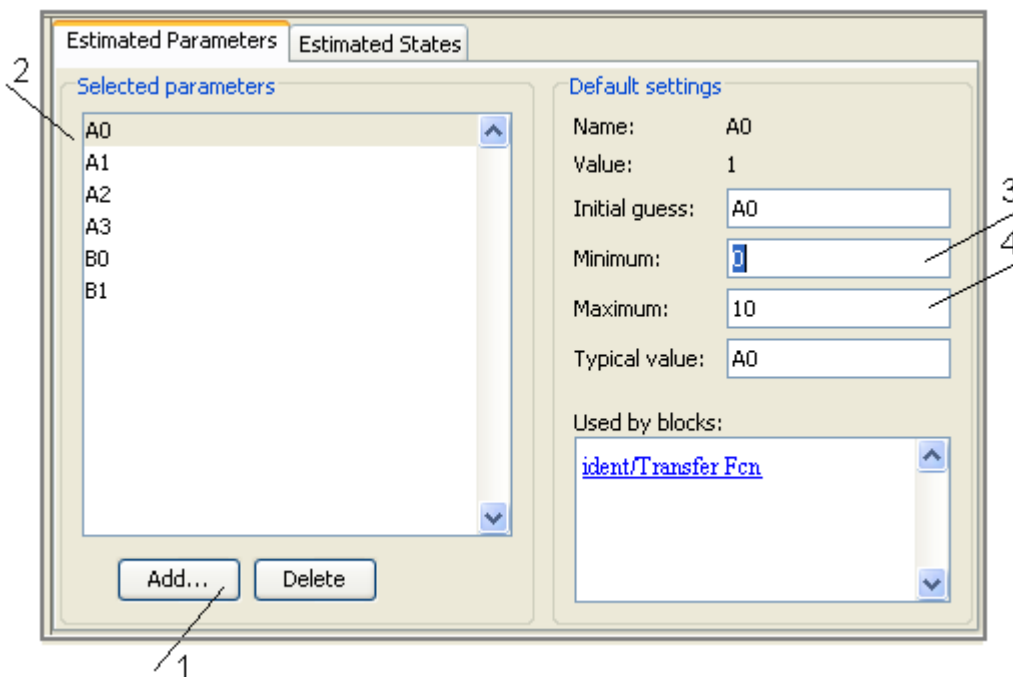 Estimated Parameters Estimated States
2
Selected parameters
A0
A1
A2
A3
B0
B1
Add... Delete
1
Default settings
Name: A0
Value: 1
Initial guess: A0
Minimum: 0
3
Maximum: 10
4
Typical value: A0
Used by blocks:
ident/Transfer Fcn